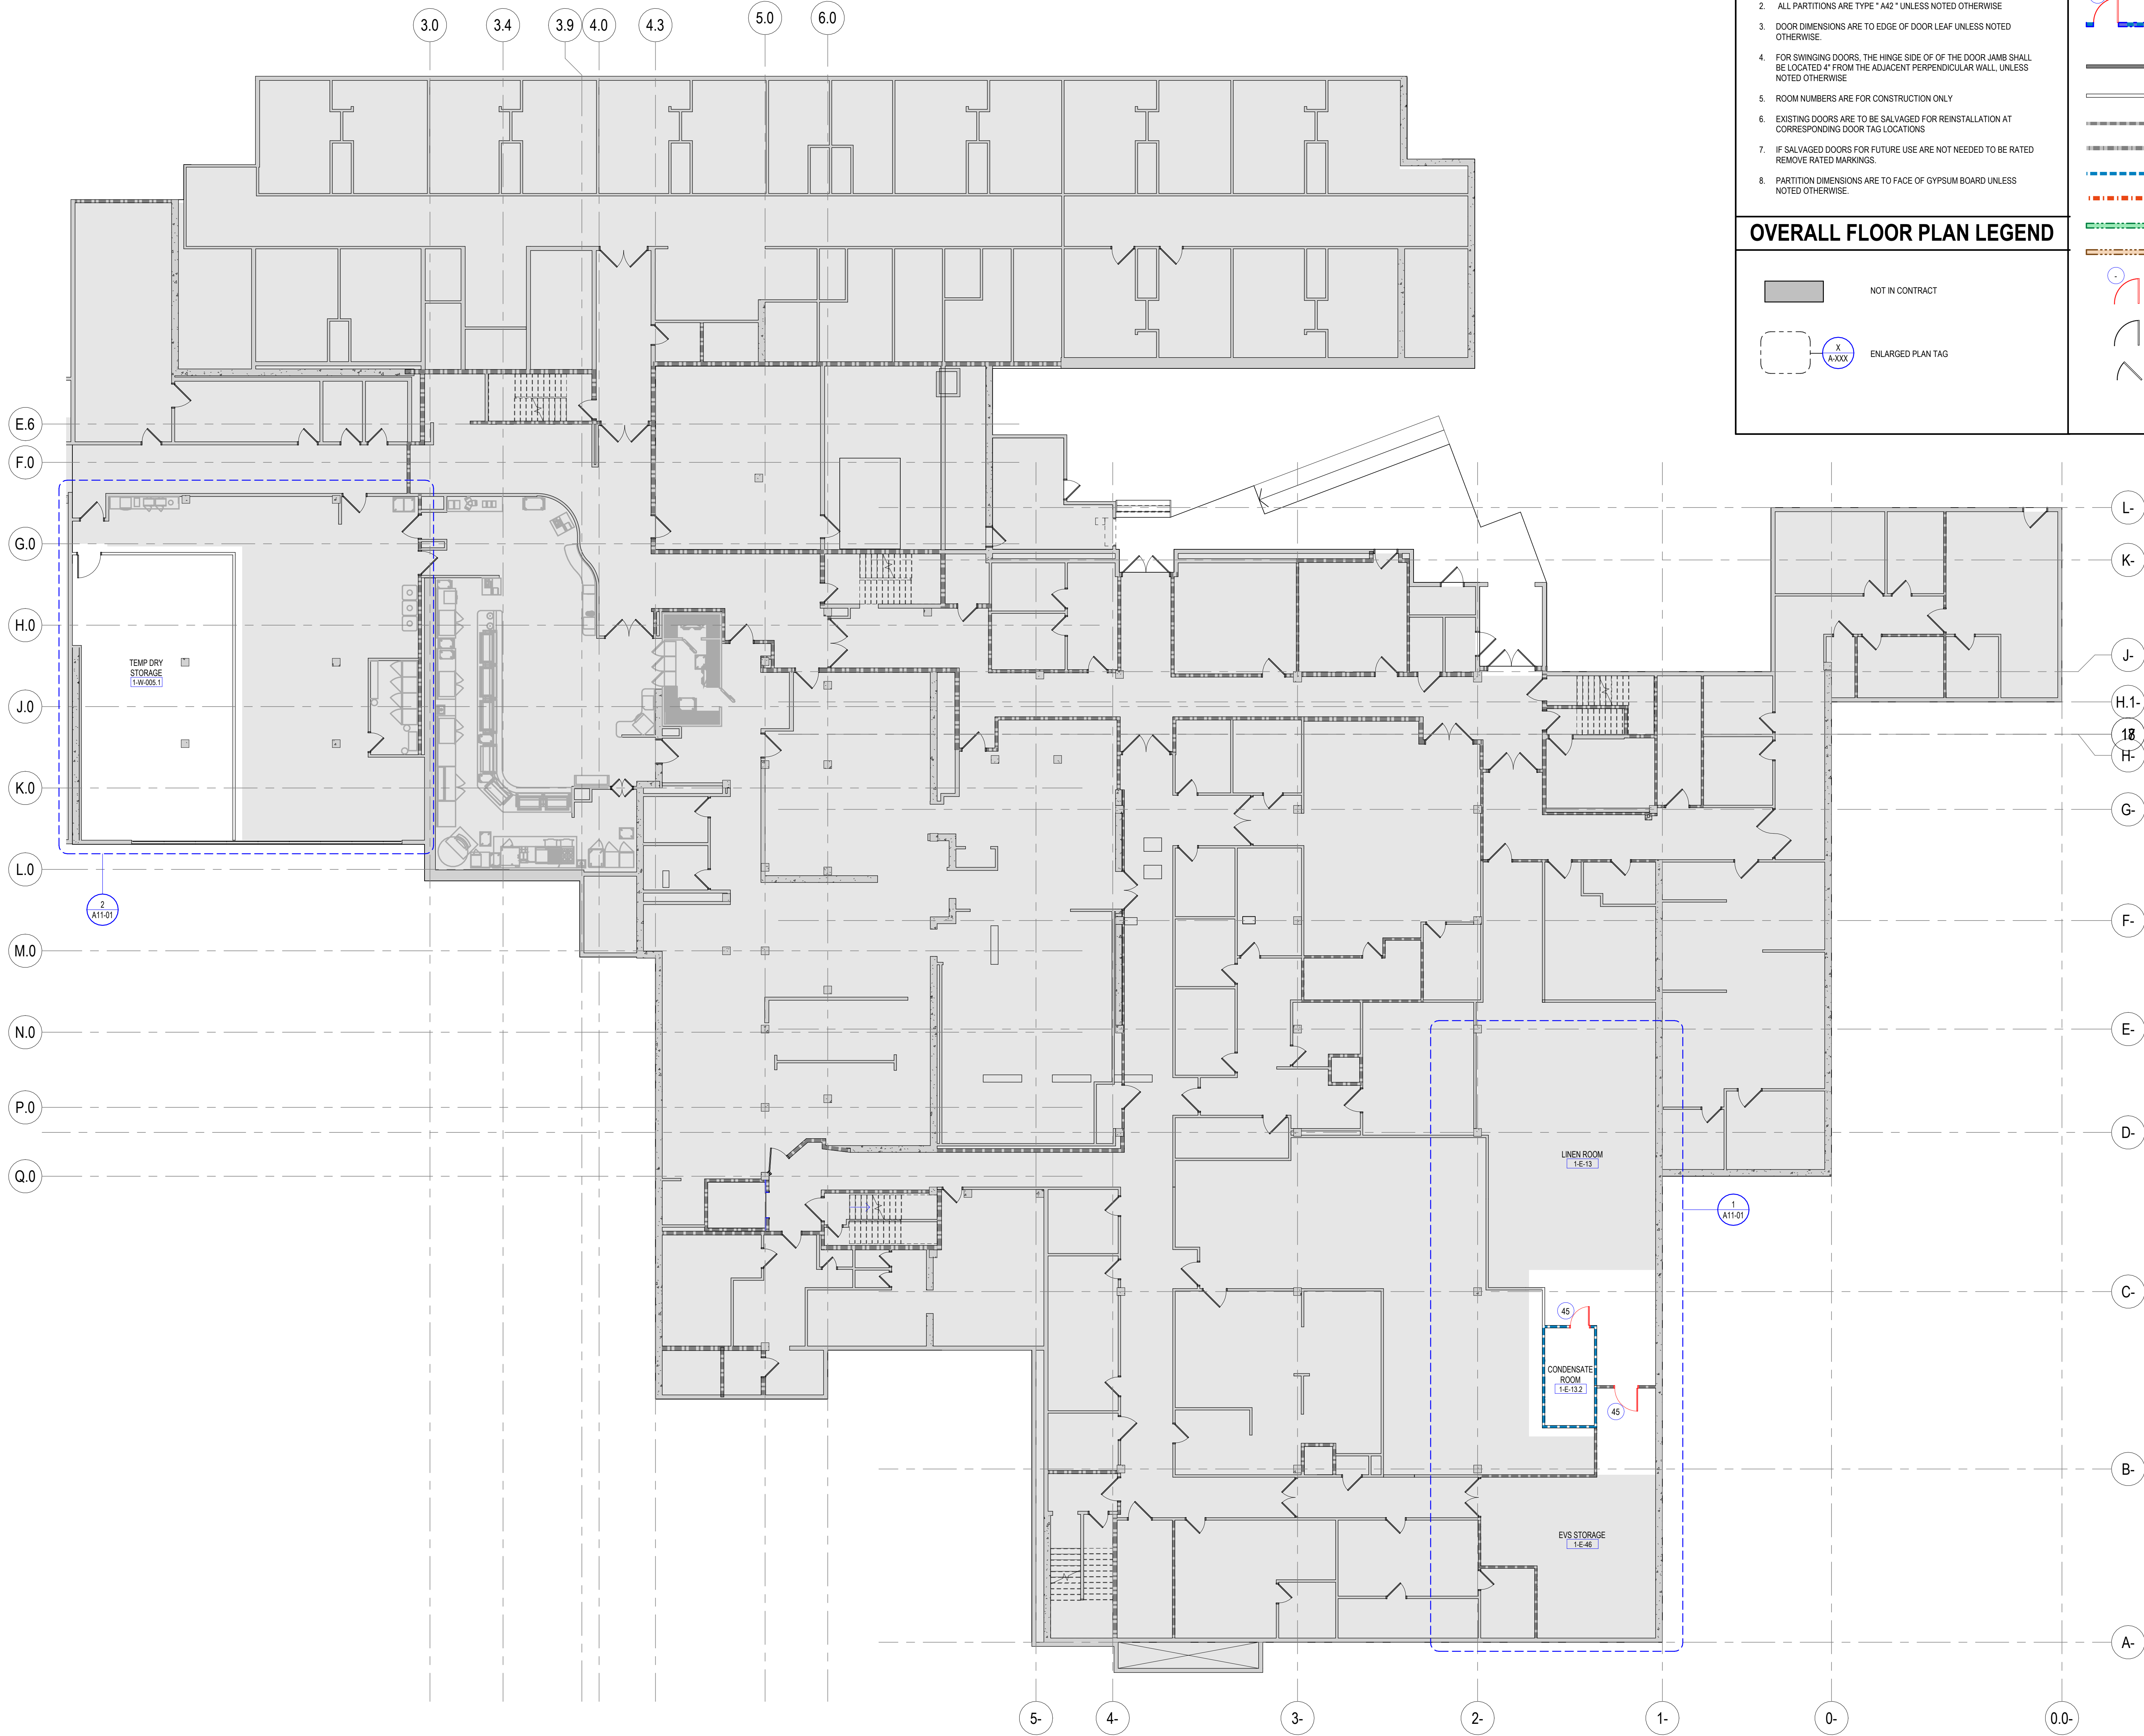 3.0
3.4
3.9
4.0
4.3
5.0
6.0
2. ALL PARTITIONS ARE TYPE " A42 " UNLESS NOTED OTHERWISE
3. DOOR DIMENSIONS ARE TO EDGE OF DOOR LEAF UNLESS NOTED
OTHERWISE.
4. FOR SWINGING DOORS, THE HINGE SIDE OF OF THE DOOR JAMB SHALL
BE LOCATED 4" FROM THE ADJACENT PERPENDICULAR WALL, UNLESS
NOTED OTHERWISE
5. ROOM NUMBERS ARE FOR CONSTRUCTION ONLY
6. EXISTING DOORS ARE TO BE SALVAGED FOR REINSTALLATION AT
CORRESPONDING DOOR TAG LOCATIONS
7. IF SALVAGED DOORS FOR FUTURE USE ARE NOT NEEDED TO BE RATED
REMOVE RATED MARKINGS.
8. PARTITION DIMENSIONS ARE TO FACE OF GYPSUM BOARD UNLESS
NOTED OTHERWISE.
OVERALL FLOOR PLAN LEGEND
NOT IN CONTRACT
X
A-XXX
ENLARGED PLAN TAG
-
E.6
F.0
G.0
H.0
J.0
K.0
L.0
M.0
N.0
P.0
Q.0
TEMP DRY
STORAGE
1-W-005.1
2
A11-01
L-
K-
J-
H.1-
H-
G-
F-
E-
D-
C-
B-
A-
LINEN ROOM
1-E-13
1
A11-01
45
CONDENSATE
ROOM
1-E-13.2
45
EVS STORAGE
1-E-46
5-
4-
3-
2-
1-
0-
0.0-